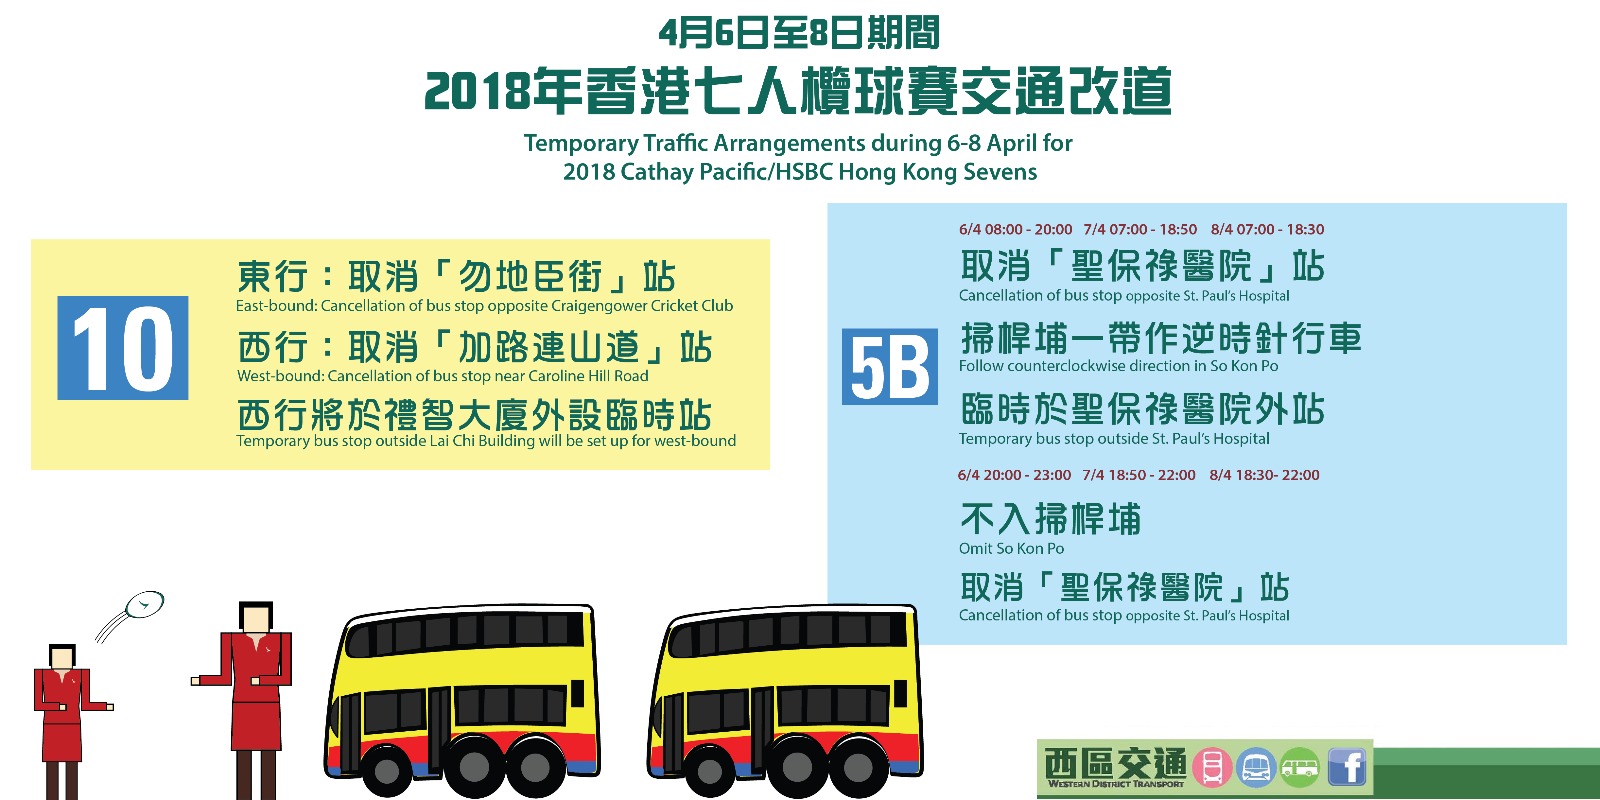 4月6日至8日期間
2018年香港七人欖球賽交通改道
Temporary Traffic Arrangements during 6-8 April for
2018 Cathay Pacific/HSBC Hong Kong Sevens
10
東行：取消「勿地臣街」站
East-bound: Cancellation of bus stop opposite Craigengower Cricket Club
西行：取消「加路連山道」站
West-bound: Cancellation of bus stop near Caroline Hill Road
西行將於禮智大廈外設臨時站
Temporary bus stop outside Lai Chi Building will be set up for west-bound
5B
6/4 08:00 - 20:00 7/4 07:00 - 18:50 8/4 07:00 - 18:30
取消「聖保祿醫院」站
Cancellation of bus stop opposite St. Paul's Hospital
掃桿埔一帶作逆時針行車
Follow counterclockwise direction in So Kon Po
臨時於聖保祿醫院外站
Temporary bus stop outside St. Paul's Hospital
6/4 20:00 - 23:00 7/4 18:50 - 22:00 8/4 18:30- 22:00
不入掃桿埔
Omit So Kon Po
取消「聖保祿醫院」站
Cancellation of bus stop opposite St. Paul's Hospital
西區交通
WESTERN DISTRICT TRANSPORT
f